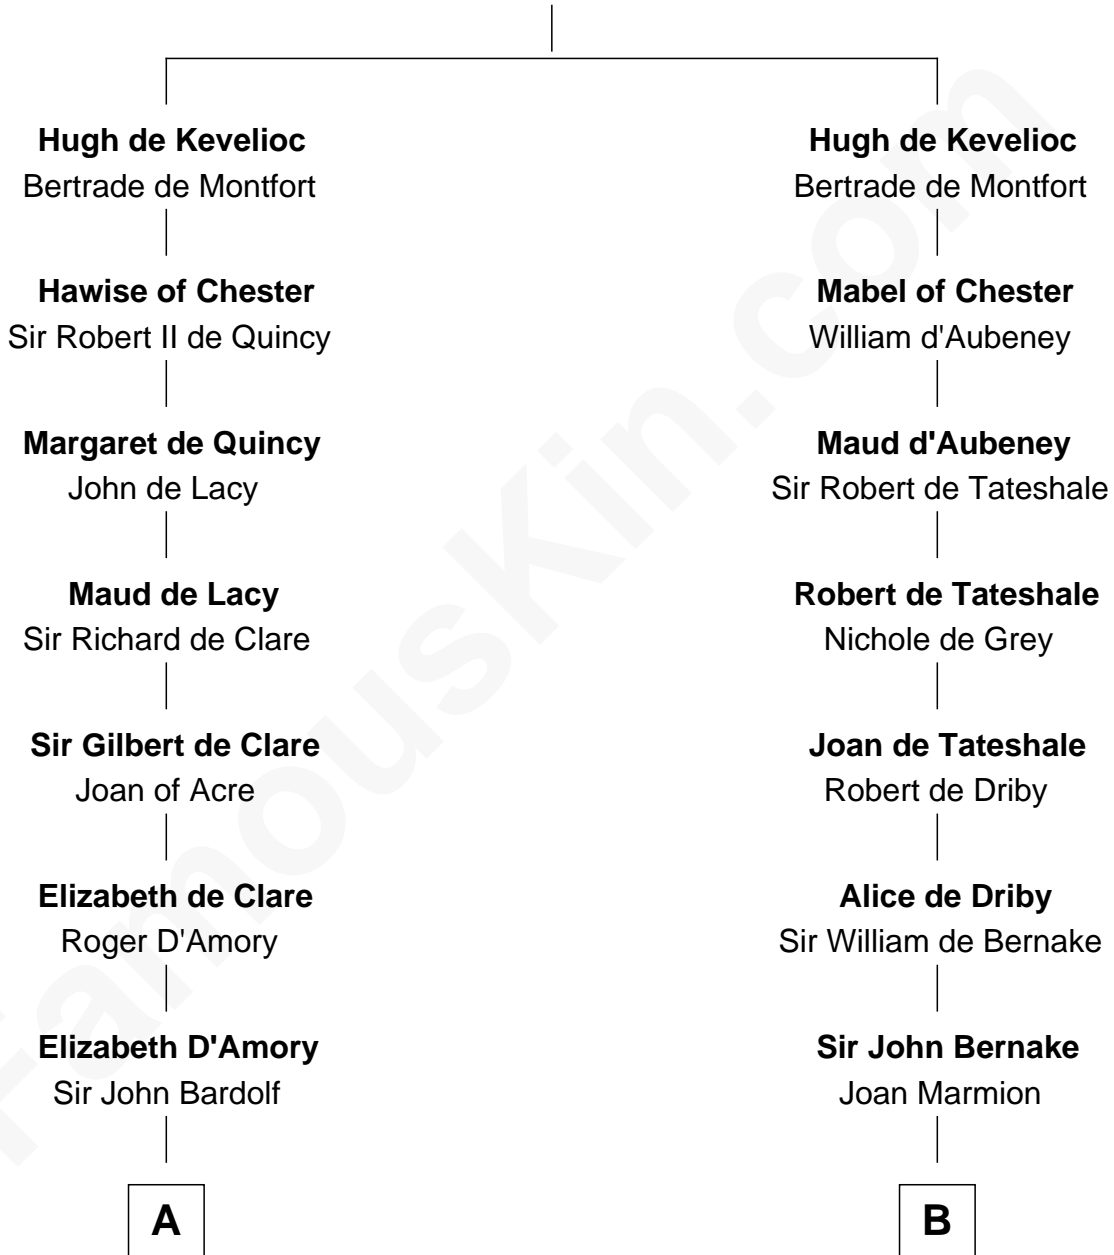 Hugh de Kevelioc
Bertrade de Montfort
Hawise of Chester
Sir Robert II de Quincy
Margaret de Quincy
John de Lacy
Maud de Lacy
Sir Richard de Clare
Sir Gilbert de Clare
Joan of Acre
Elizabeth de Clare
Roger D'Amory
Elizabeth D'Amory
Sir John Bardolf
A
Hugh de Kevelioc
Bertrade de Montfort
Mabel of Chester
William d'Aubeney
Maud d'Aubeney
Sir Robert de Tateshale
Robert de Tateshale
Nichole de Grey
Joan de Tateshale
Robert de Driby
Alice de Driby
Sir William de Bernake
Sir John Bernake
Joan Marmion
B
FamousKin.com